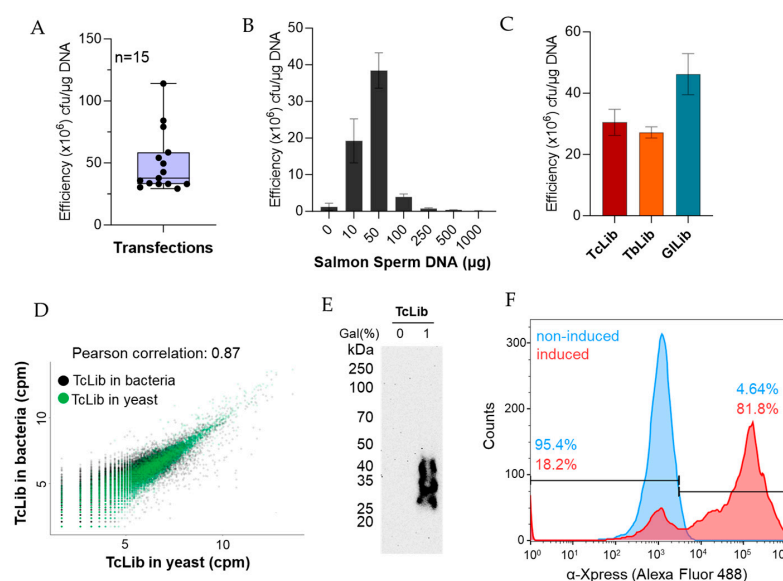 A
n=15
Efficiency (x10⁶) cfu/µg DNA
150
100
50
0
Transfections
B
Efficiency (x10⁶) cfu/µg DNA
50
40
30
20
10
0
0
10
50
100
250
500
1000
Salmon Sperm DNA (µg)
C
Efficiency (x10⁶) cfu/µg DNA
60
40
20
0
TcLib
TbLib
GlLib
D
Pearson correlation: 0.87
TcLib in bacteria
TcLib in yeast
TcLib in bacteria (cpm)
10
5
5
10
TcLib in yeast (cpm)
E
TcLib
Gal(%) 0 1
kDa
250
100
70
50
40
35
25
20
F
non-induced
induced
Counts
300
200
100
0
95.4%
18.2%
4.64%
81.8%
10⁰ 10¹ 10² 10³ 10⁴ 10⁵
α-Xpress (Alexa Fluor 488)